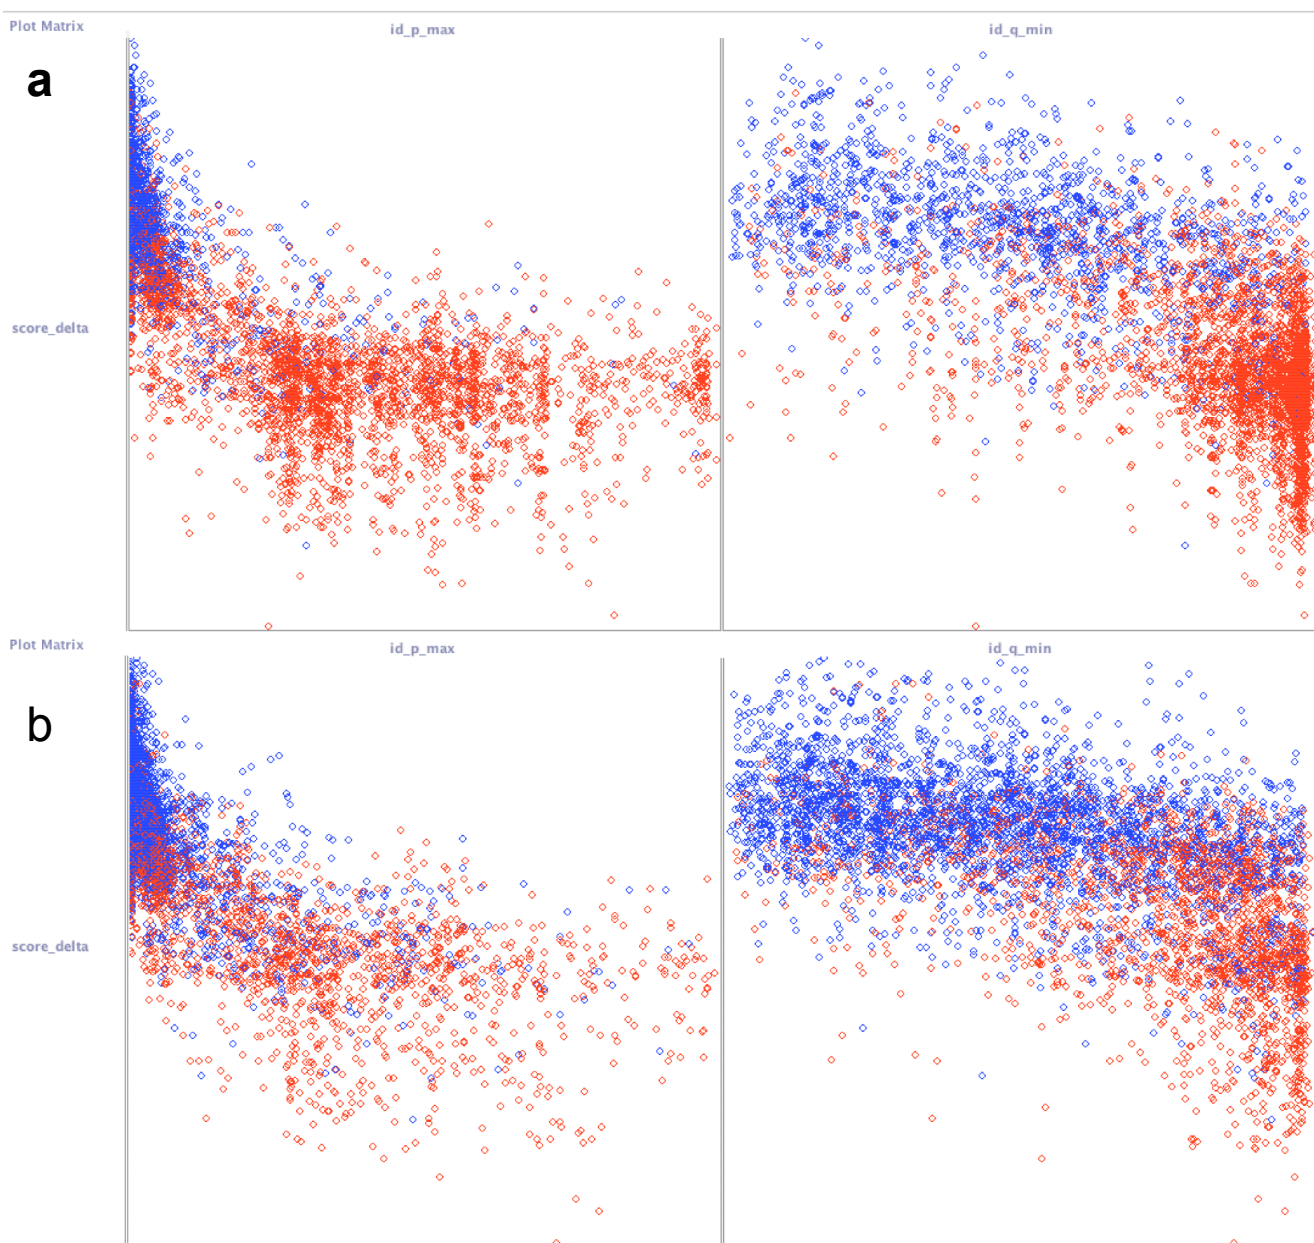 Plot Matrix
id_p_max
id_q_min
a
score_delta
Plot Matrix
id_p_max
id_q_min
b
score_delta